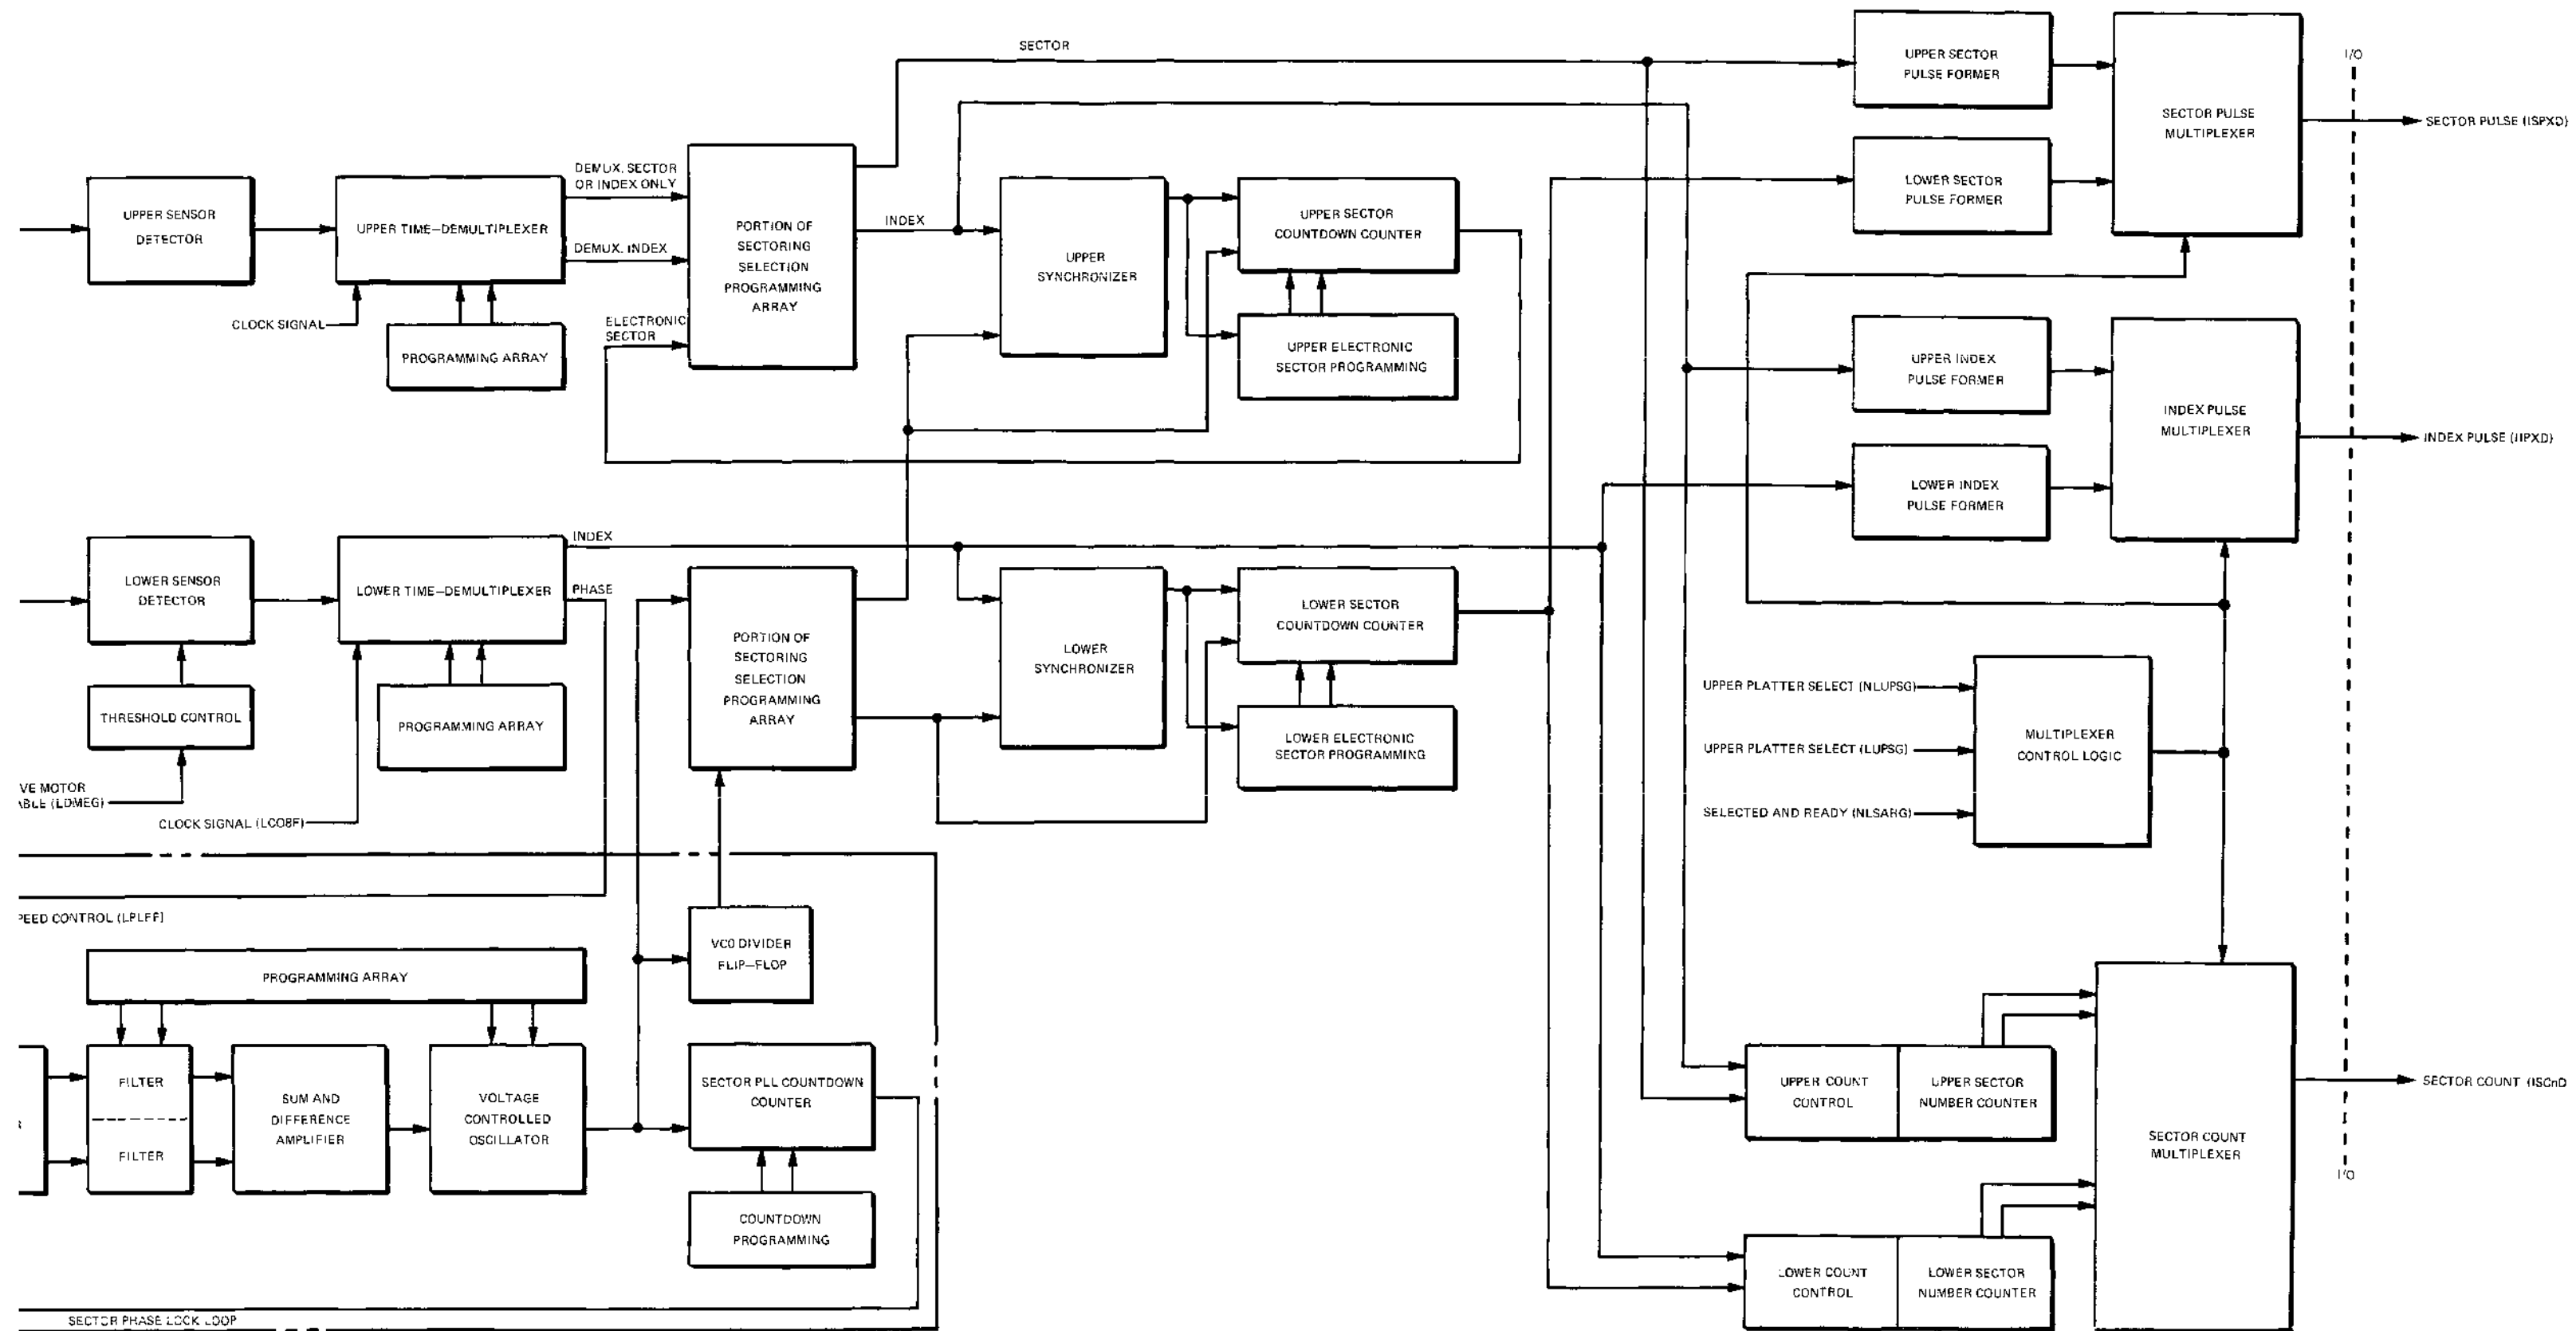 SECTOR
UPPER SECTOR
PULSE FORMER
I/O
SECTOR PULSE
MULTIPLEXER
SECTOR PULSE (ISPXD)
DEMUX. SECTOR
OR INDEX ONLY
LOWER SECTOR
PULSE FORMER
UPPER SENSOR
DETECTOR
UPPER TIME—DEMULTIPLEXER
DEMUX. INDEX
PORTION OF
SECTORING
SELECTION
PROGRAMMING
ARRAY
INDEX
UPPER
SYNCHRONIZER
UPPER SECTOR
COUNTDOWN COUNTER
CLOCK SIGNAL
PROGRAMMING ARRAY
ELECTRONIC
SECTOR
UPPER ELECTRONIC
SECTOR PROGRAMMING
UPPER INDEX
PULSE FORMER
INDEX PULSE
MULTIPLEXER
INDEX PULSE (IIPXD)
LOWER INDEX
PULSE FORMER
LOWER SENSOR
DETECTOR
LOWER TIME—DEMULTIPLEXER
INDEX
PHASE
PORTION OF
SECTORING
SELECTION
PROGRAMMING
ARRAY
LOWER
SYNCHRONIZER
LOWER SECTOR
COUNTDOWN COUNTER
THRESHOLD CONTROL
PROGRAMMING ARRAY
LOWER ELECTRONIC
SECTOR PROGRAMMING
UPPER PLATTER SELECT (NLUPSG)
UPPER PLATTER SELECT (LUPSG)
SELECTED AND READY (NLSARG)
MULTIPLEXER
CONTROL LOGIC
VE MOTOR
ABLE (LDMEG)
CLOCK SIGNAL (LCO8F)
PEED CONTROL (LPLFF)
PROGRAMMING ARRAY
VCO DIVIDER
FLIP—FLOP
FILTER
FILTER
SUM AND
DIFFERENCE
AMPLIFIER
VOLTAGE
CONTROLLED
OSCILLATOR
SECTOR PLL COUNTDOWN
COUNTER
COUNTDOWN
PROGRAMMING
UPPER COUNT
CONTROL
UPPER SECTOR
NUMBER COUNTER
SECTOR COUNT
MULTIPLEXER
SECTOR COUNT (ISCnD
I/O
LOWER COUNT
CONTROL
LOWER SECTOR
NUMBER COUNTER
SECTOR PHASE LOCK LOOP